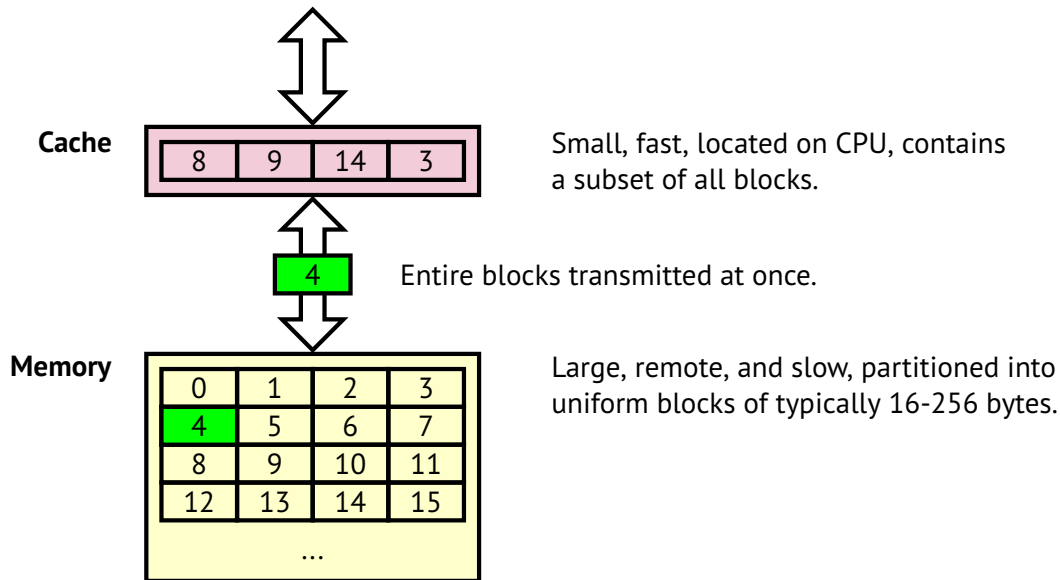 Cache
8 9 14 3
Small, fast, located on CPU, contains
a subset of all blocks.
4
Entire blocks transmitted at once.
Memory
0 1 2 3
4 5 6 7
8 9 10 11
12 13 14 15
...
Large, remote, and slow, partitioned into
uniform blocks of typically 16-256 bytes.